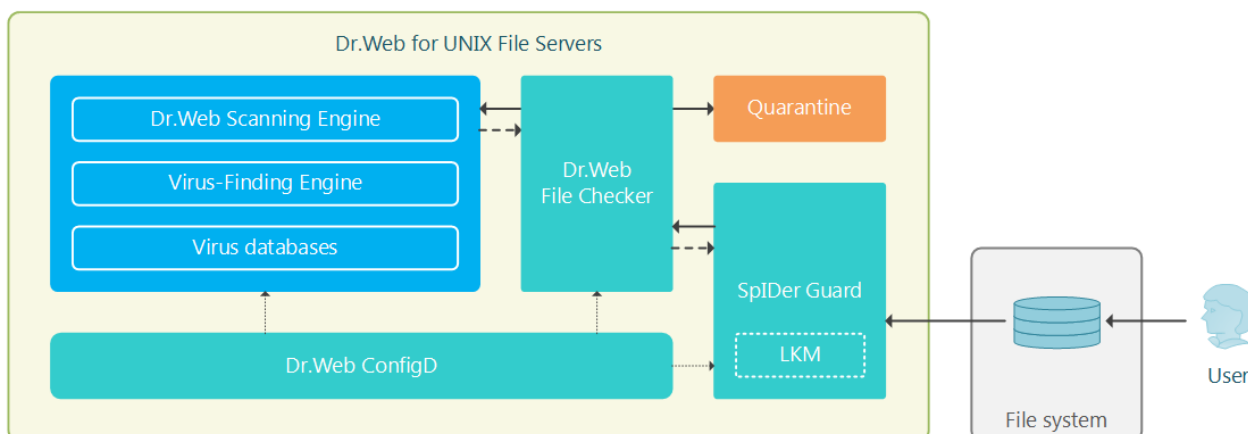 Dr.Web for UNIX File Servers
Dr.Web Scanning Engine
Virus-Finding Engine
Virus databases
Dr.Web
File Checker
Quarantine
SpIDer Guard
LKM
Dr.Web ConfigD
File system
User